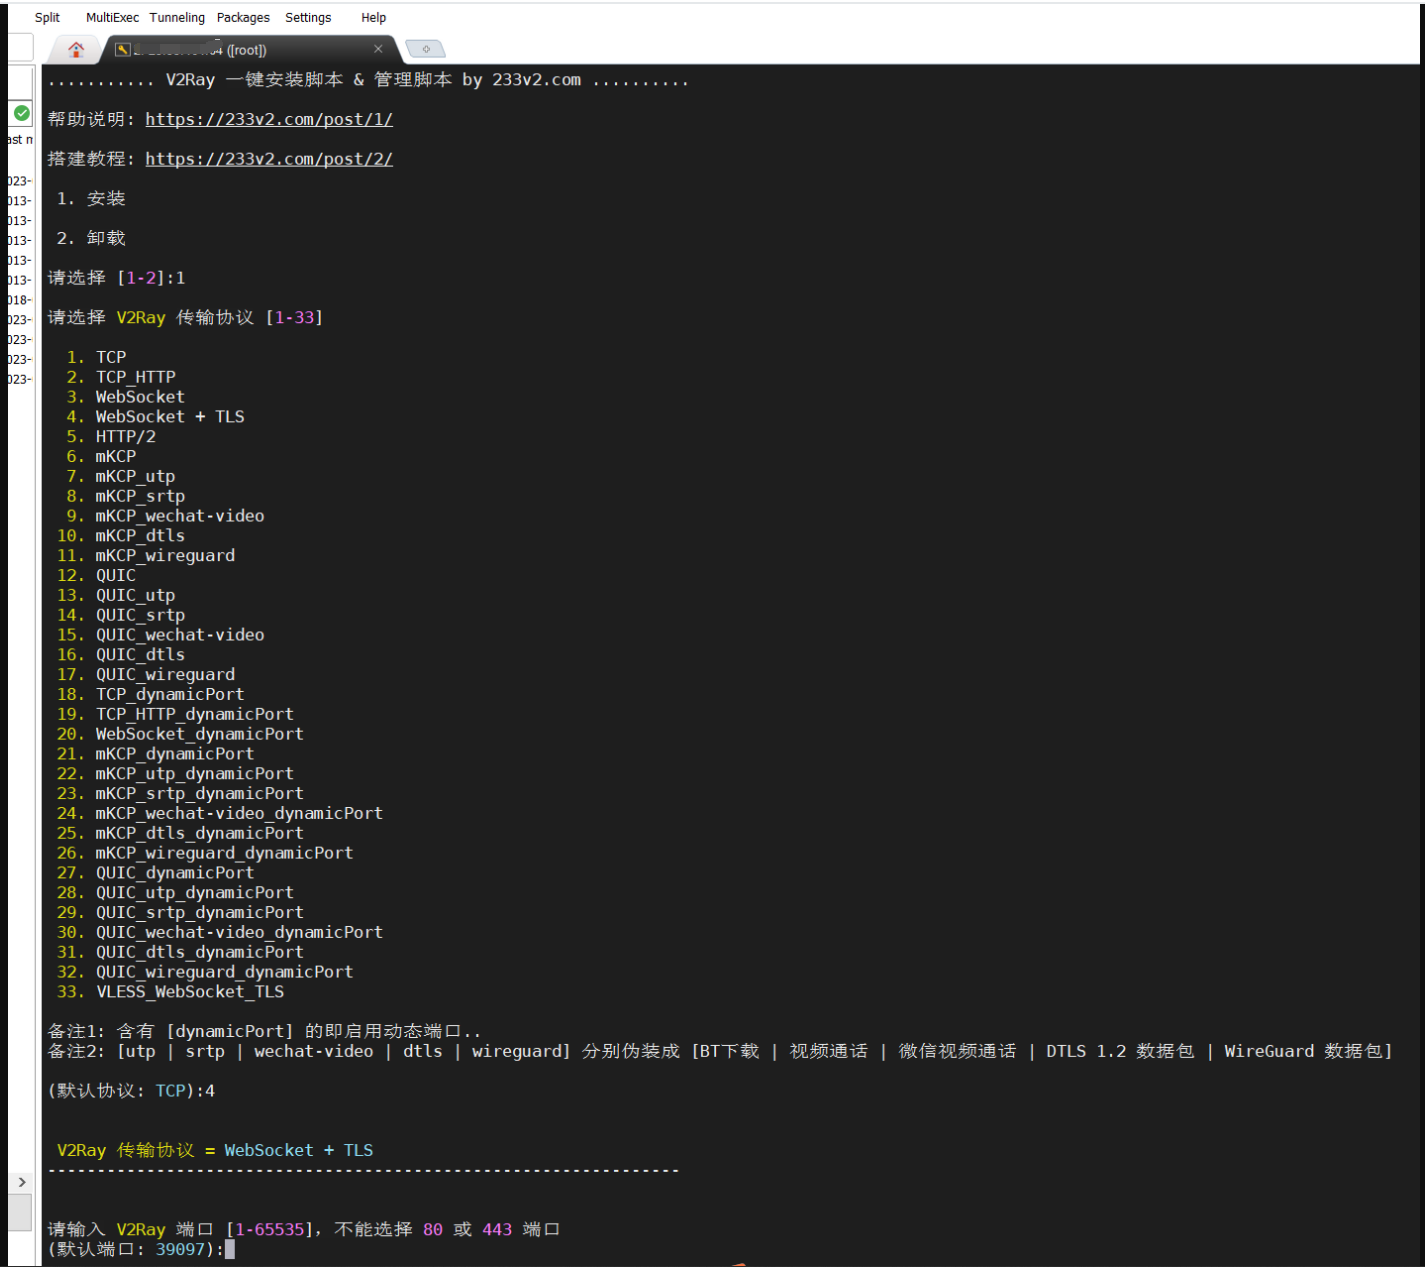 Split MultiExec Tunneling Packages Settings Help
([root])
........... V2Ray 一键安装脚本 & 管理脚本 by 233v2.com ..........
帮助说明: https://233v2.com/post/1/
ast m
搭建教程: https://233v2.com/post/2/
023-
1. 安装
013-
013-
2. 卸载
013-
013-
请选择 [1-2]:1
013-
018-
请选择 V2Ray 传输协议 [1-33]
023-
023-
1. TCP
023-
2. TCP_HTTP
023-
3. WebSocket
4. WebSocket + TLS
5. HTTP/2
6. mKCP
7. mKCP_utp
8. mKCP_srtp
9. mKCP_wechat-video
10. mKCP_dtls
11. mKCP_wireguard
12. QUIC
13. QUIC_utp
14. QUIC_srtp
15. QUIC_wechat-video
16. QUIC_dtls
17. QUIC_wireguard
18. TCP_dynamicPort
19. TCP_HTTP_dynamicPort
20. WebSocket_dynamicPort
21. mKCP_dynamicPort
22. mKCP_utp_dynamicPort
23. mKCP_srtp_dynamicPort
24. mKCP_wechat-video_dynamicPort
25. mKCP_dtls_dynamicPort
26. mKCP_wireguard_dynamicPort
27. QUIC_dynamicPort
28. QUIC_utp_dynamicPort
29. QUIC_srtp_dynamicPort
30. QUIC_wechat-video_dynamicPort
31. QUIC_dtls_dynamicPort
32. QUIC_wireguard_dynamicPort
33. VLESS_WebSocket_TLS
备注1: 含有 [dynamicPort] 的即启用动态端口..
备注2: [utp | srtp | wechat-video | dtls | wireguard] 分别伪装成 [BT下载 | 视频通话 | 微信视频通话 | DTLS 1.2 数据包 | WireGuard 数据包]
(默认协议: TCP):4
V2Ray 传输协议 = WebSocket + TLS
----------------------------------------------------------------
请输入 V2Ray 端口 [1-65535], 不能选择 80 或 443 端口
(默认端口: 39097):